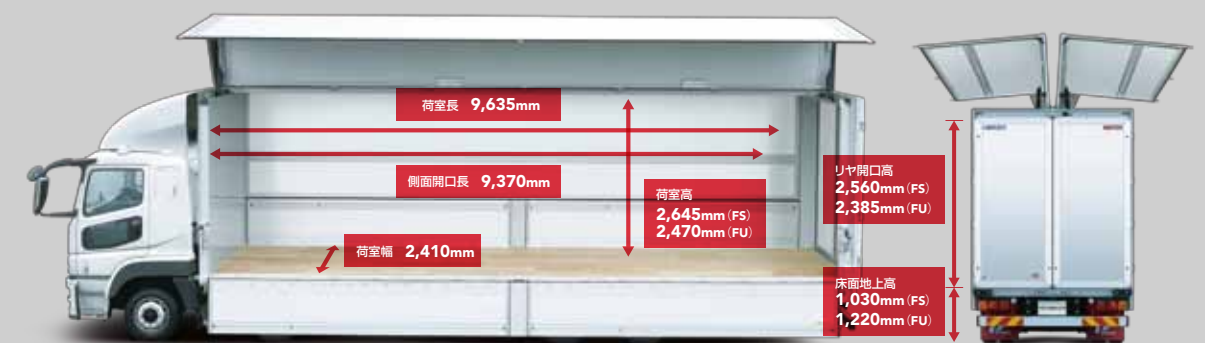 荷室長 9,635mm
側面開口長 9,370mm
荷室高
2,645mm(FS)
2,470mm(FU)
荷室幅 2,410mm
リヤ開口高
2,560mm(FS)
2,385mm(FU)
床面地上高
1,030mm(FS)
1,220mm(FU)